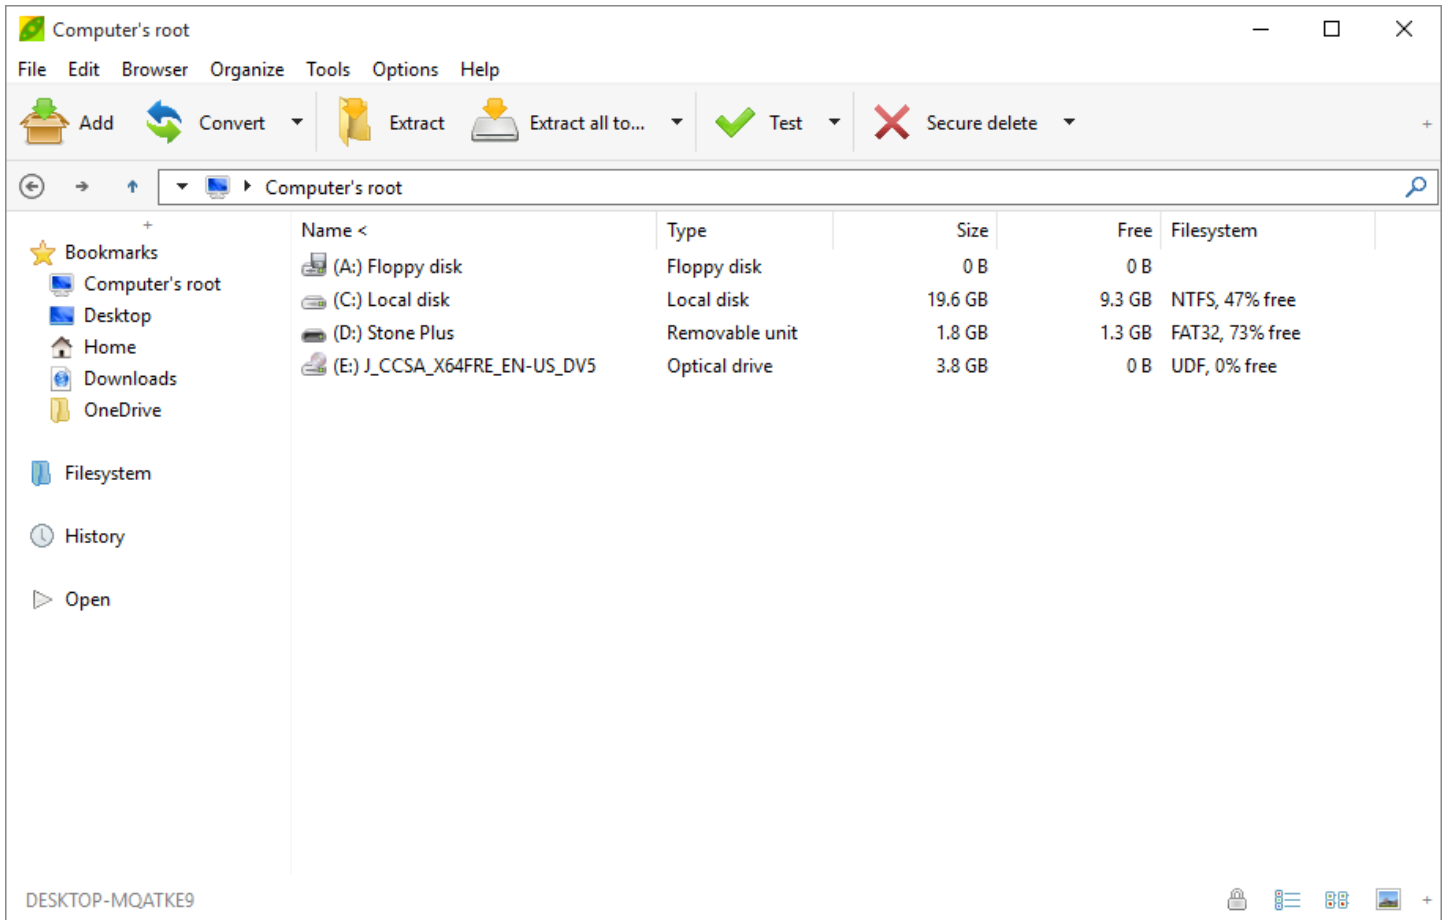 Computer's root
File Edit Browser Organize Tools Options Help
Add Convert Extract Extract all to... Test Secure delete +
Computer's root
+
Name < Type Size Free Filesystem
Bookmarks
Computer's root
Desktop
Home
Downloads
OneDrive
Filesystem
History
Open
(A:) Floppy disk Floppy disk 0 B 0 B
(C:) Local disk Local disk 19.6 GB 9.3 GB NTFS, 47% free
(D:) Stone Plus Removable unit 1.8 GB 1.3 GB FAT32, 73% free
(E:) J_CCSA_X64FRE_EN-US_DV5 Optical drive 3.8 GB 0 B UDF, 0% free
DESKTOP-MQATKE9 +